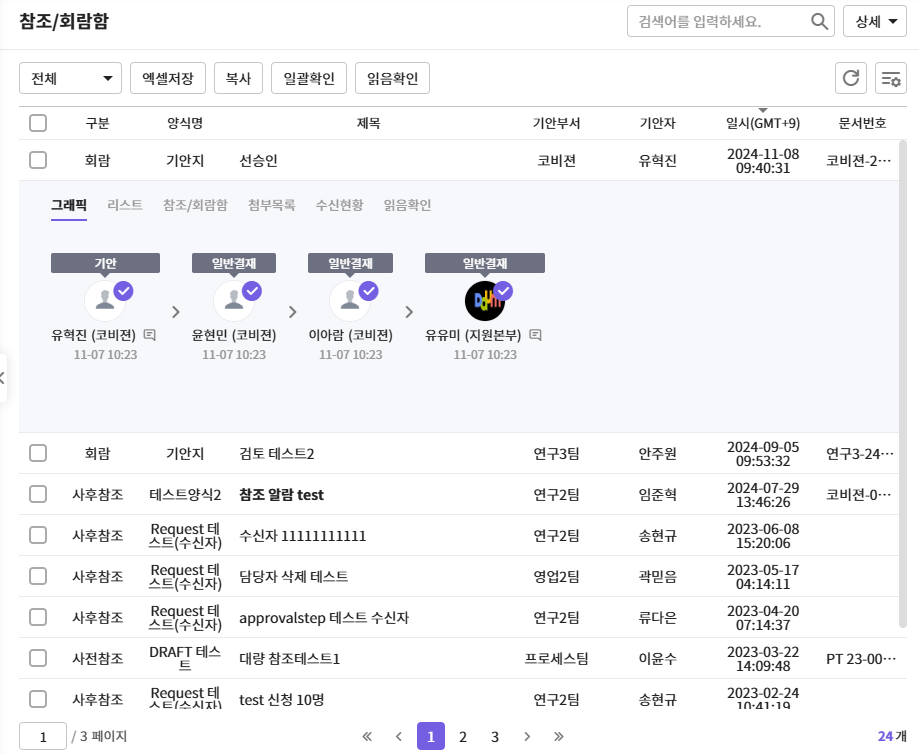 참조/회람함
검색어를 입력하세요.
상세
전체
엑셀저장
복사
일괄확인
읽음확인
구분 양식명 제목 기안부서 기안자 일시(GMT+9) 문서번호
회람 기안지 선승인 코비젼 유혁진 2024-11-08 09:40:31 코비젼-2···
그래픽 리스트 참조/회람함 첨부목록 수신현황 읽음확인
기안 일반결재 일반결재 일반결재
유혁진 (코비젼) 윤현민 (코비젼) 이아람 (코비젼) 유유미 (지원본부)
11-07 10:23 11-07 10:23 11-07 10:23 11-07 10:23
회람 기안지 검토 테스트2 연구3팀 안주원 2024-09-05 09:53:32 연구3-24···
사후참조 테스트양식2 참조 알람 test 연구2팀 임준혁 2024-07-29 13:46:26 코비젼-0···
사후참조 Request 테스트(수신자) 수신자 11111111111 연구2팀 송현규 2023-06-08 15:20:06
사후참조 Request 테스트(수신자) 담당자 삭제 테스트 영업2팀 곽믿음 2023-05-17 04:14:11
사후참조 Request 테스트(수신자) approvalstep 테스트 수신자 연구2팀 류다은 2023-04-20 07:14:37
사전참조 DRAFT 테스트 대량 참조테스트1 프로세스팀 이윤수 2023-03-22 14:09:48 PT 23-00···
사후참조 Request 테스트(수신자) test 신청 10명 연구2팀 송현규 2023-02-24 10:41:19
1 / 3 페이지 « ‹ 1 2 3 › » 24 개